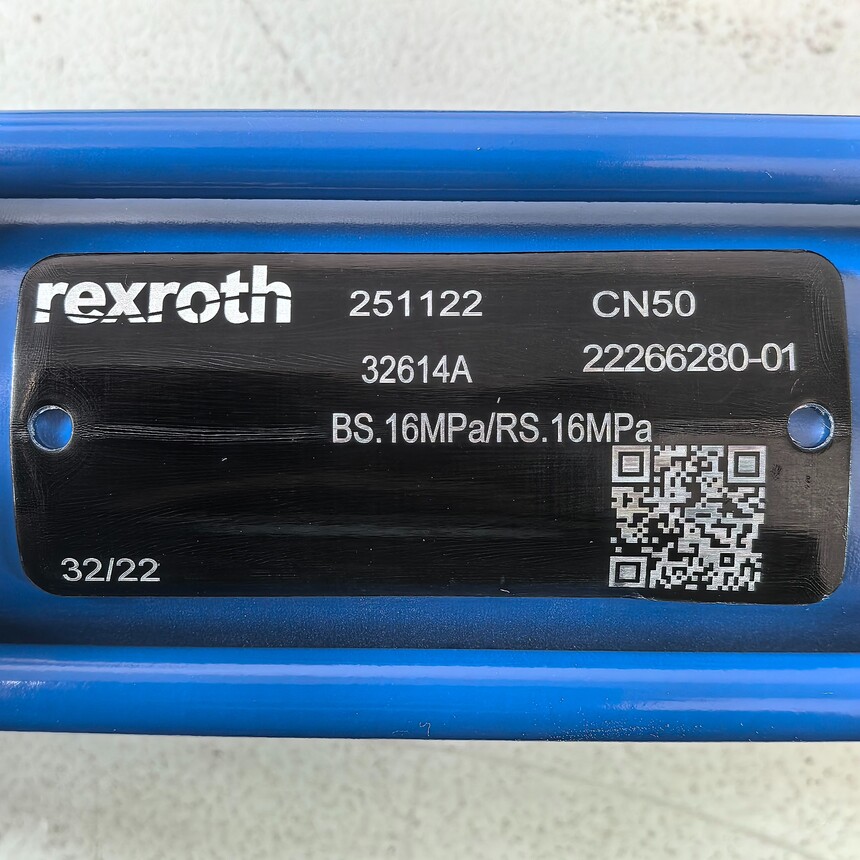 rexroth 251122 CN50
32614A 22266280-01
BS.16MPa/RS.16MPa
32/22